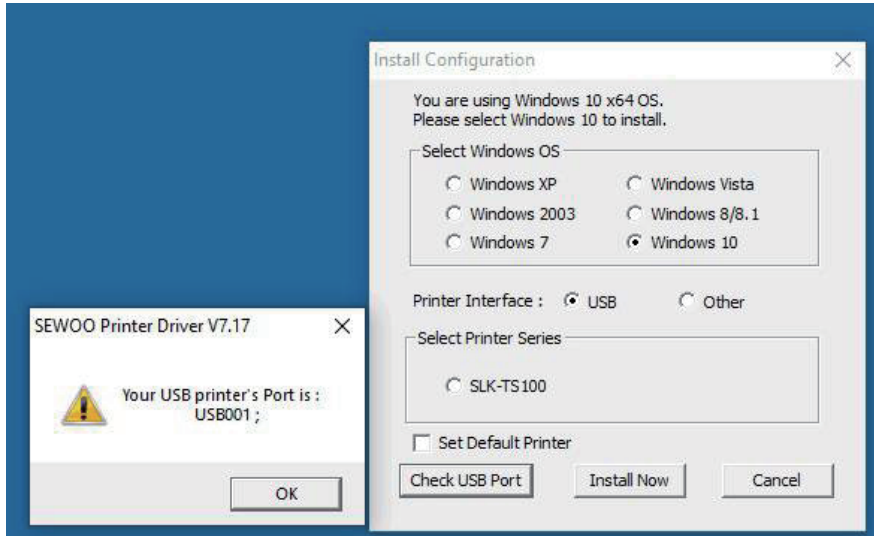 Install Configuration
You are using Windows 10 x64 OS.
Please select Windows 10 to install.
Select Windows OS
Windows XP
Windows Vista
Windows 2003
Windows 8/8.1
Windows 7
Windows 10
Printer Interface :
USB
Other
Select Printer Series
SLK-TS100
Set Default Printer
Check USB Port
Install Now
Cancel
SEWOO Printer Driver V7.17
Your USB printer's Port is :
USB001 ;
OK